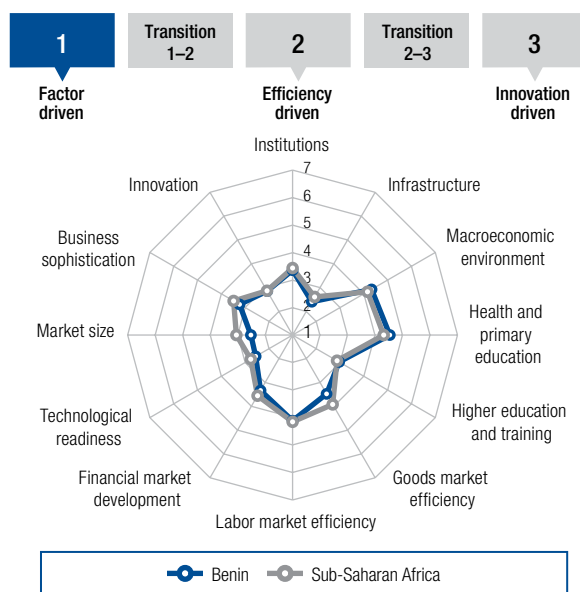 1
Transition
1–2
2
Transition
2–3
3
Factor
driven
Efficiency
driven
Innovation
driven
Institutions
Infrastructure
Macroeconomic
environment
Health and
primary
education
Higher education
and training
Goods market
efficiency
Labor market efficiency
Financial market
development
Technological
readiness
Market size
Business
sophistication
Innovation
7
6
5
4
3
2
1
Benin
Sub-Saharan Africa